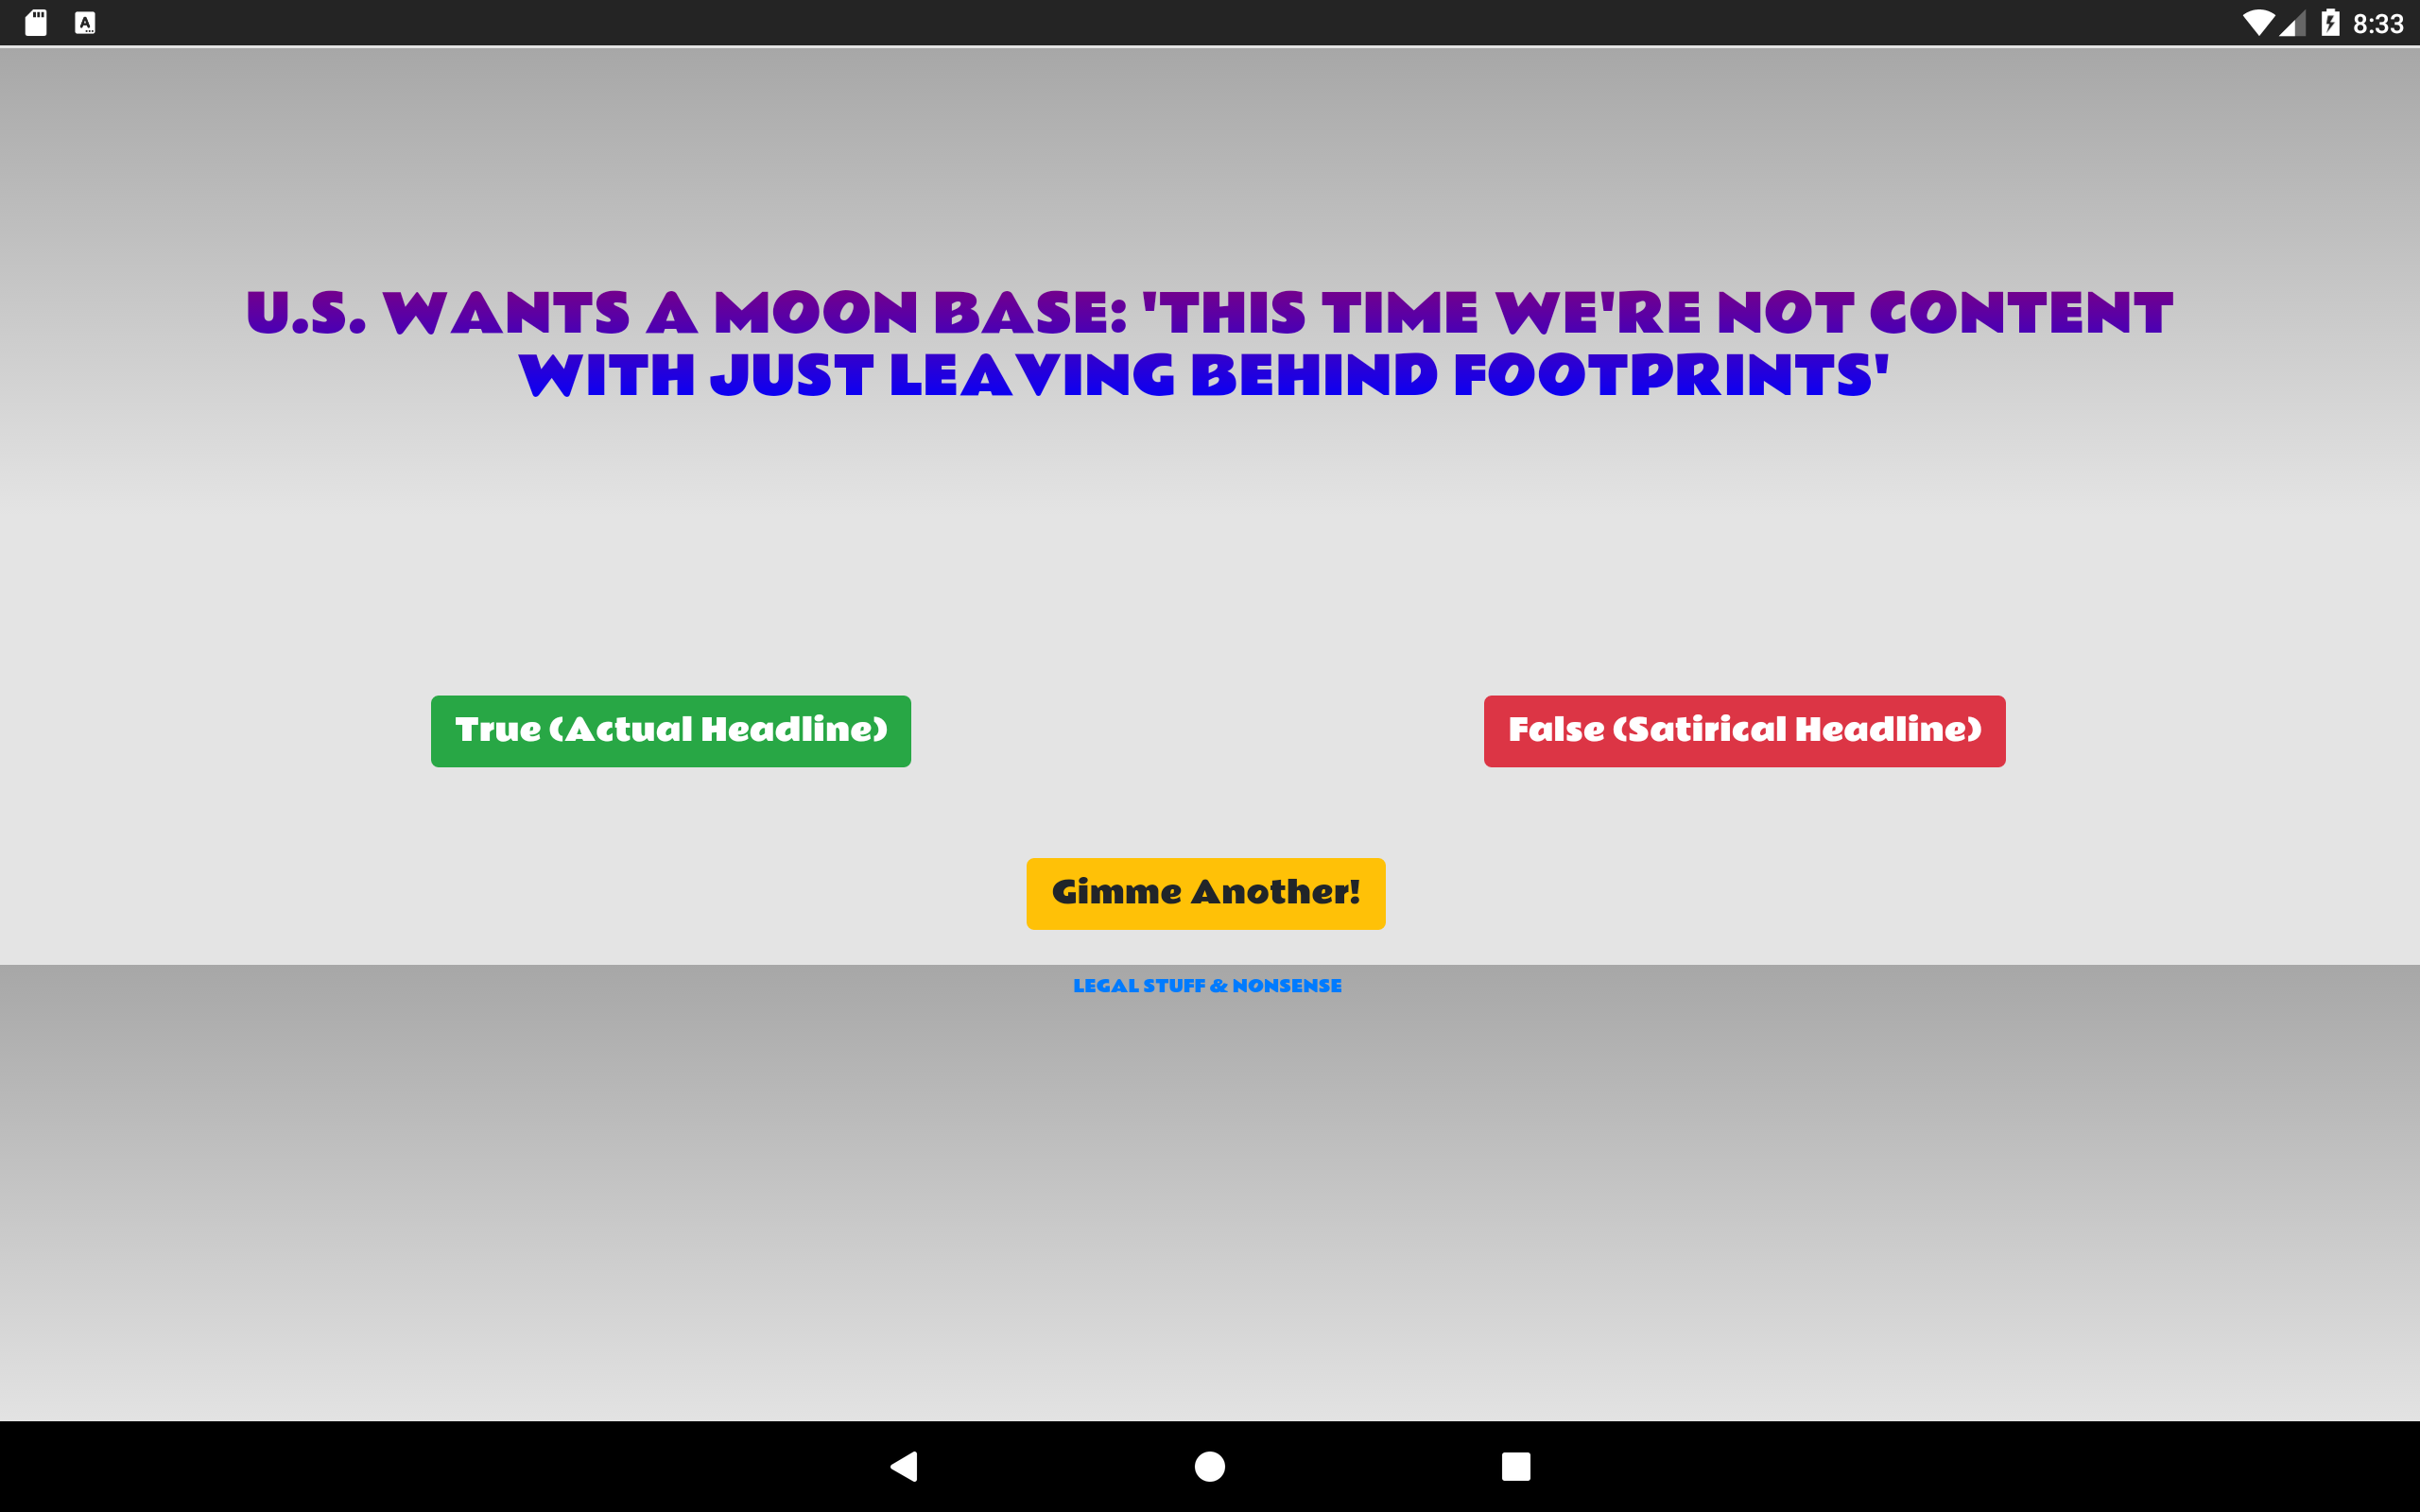 8:33
U.S. WANTS A MOON BASE: 'THIS TIME WE'RE NOT CONTENT
WITH JUST LEAVING BEHIND FOOTPRINTS'
True (Actual Headline)
False (Satirical Headline)
Gimme Another!
LEGAL STUFF & NONSENSE